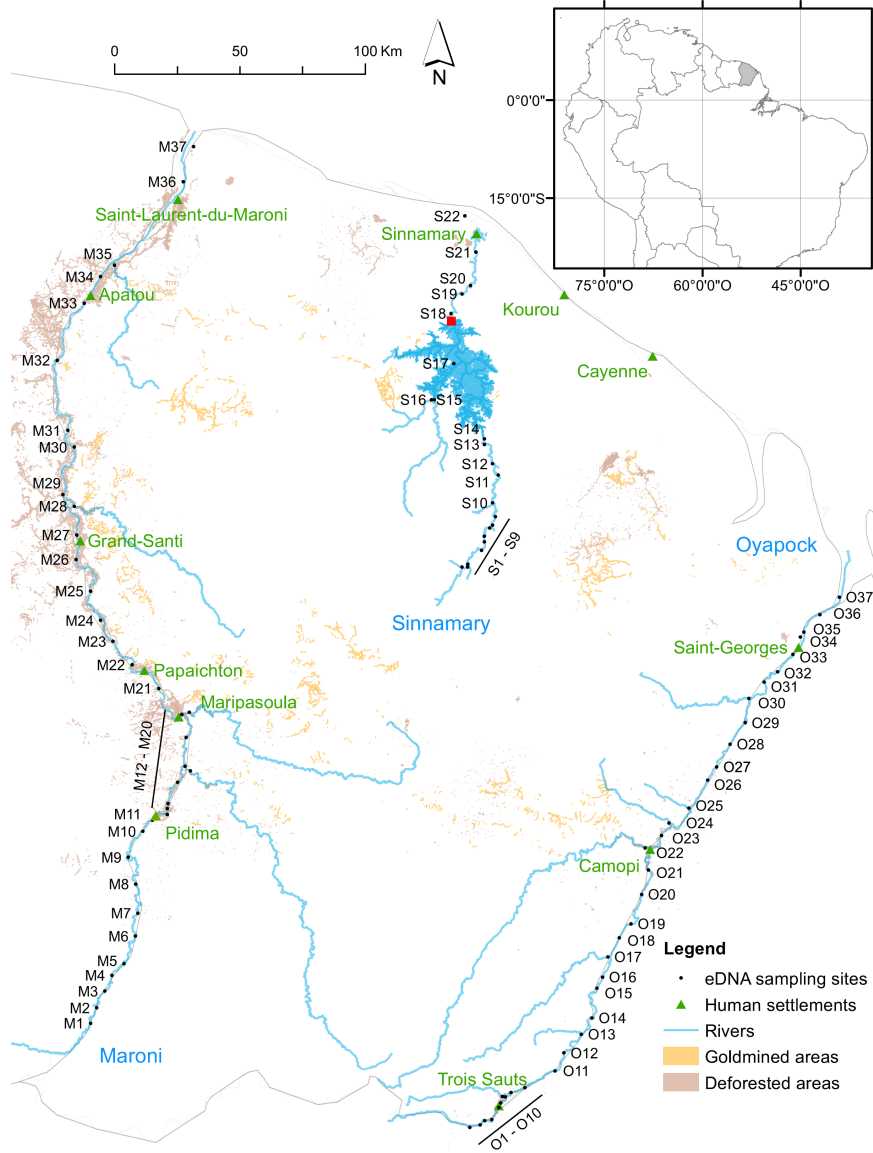 0 50 100 Km
N
0°0'0"
15°0'0"S
75°0'0"O 60°0'0"O 45°0'0"O
M37
M36
Saint-Laurent-du-Maroni
S22
Sinnamary
S21
M35
M34
Apatou
M33
S20
S19
S18
Kourou
M32
S17
Cayenne
S16
S15
M31
M30
S14
S13
S12
S11
M29
M28
S10
M27
Grand-Santi
M26
S1 - S9
Oyapock
M25
M24
M23
Sinnamary
O37
O36
O35
O34
Saint-Georges
O33
M22
Papaichton
M21
Maripasoula
O32
O31
O30
O29
M12 - M20
O28
O27
O26
O25
M11
Pidima
M10
O24
O23
O22
Camopi
O21
M9
M8
O20
M7
O19
M6
O18
O17
M5
M4
M3
O16
O15
M2
M1
O14
O13
Maroni
O12
O11
Trois Sauts
O1 - O10
Legend
eDNA sampling sites
Human settlements
Rivers
Goldmined areas
Deforested areas